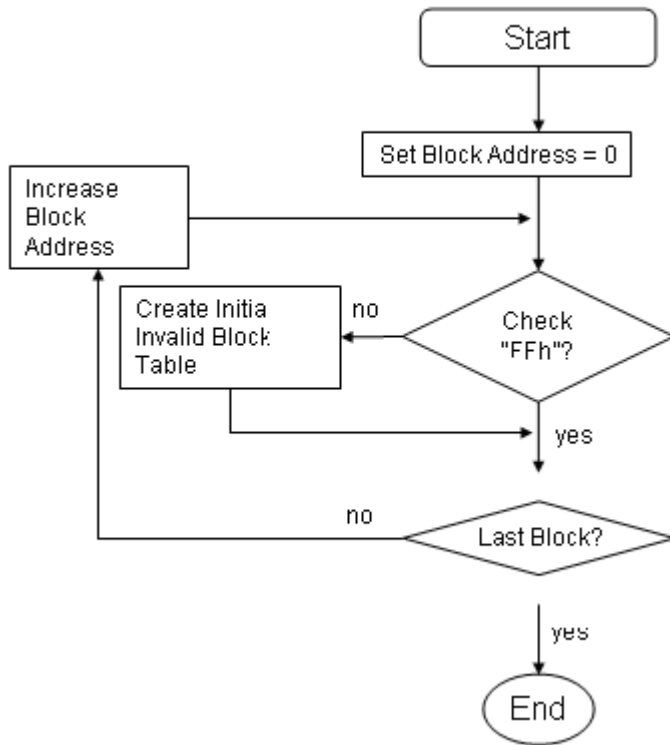 Start
Set Block Address = 0
Increase
Block
Address
Create Initia
Invalid Block
Table
no
Check
"FFh"?
yes
no
Last Block?
yes
End